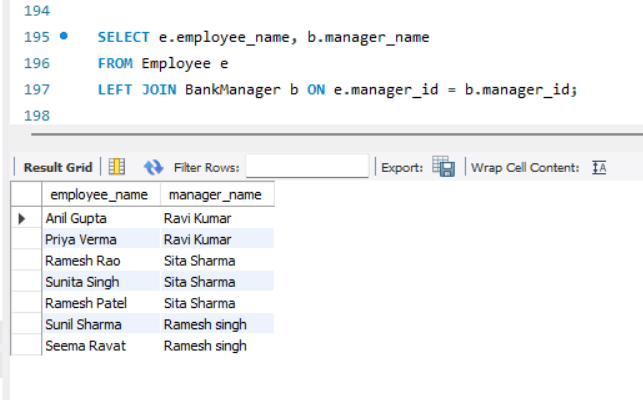 194
195 SELECT e.employee_name, b.manager_name
196 FROM Employee e
197 LEFT JOIN BankManager b ON e.manager_id = b.manager_id;
198
Result Grid Filter Rows: Export: Wrap Cell Content: IA
employee_name manager_name
Anil Gupta Ravi Kumar
Priya Verma Ravi Kumar
Ramesh Rao Sita Sharma
Sunita Singh Sita Sharma
Ramesh Patel Sita Sharma
Sunil Sharma Ramesh singh
Seema Ravat Ramesh singh